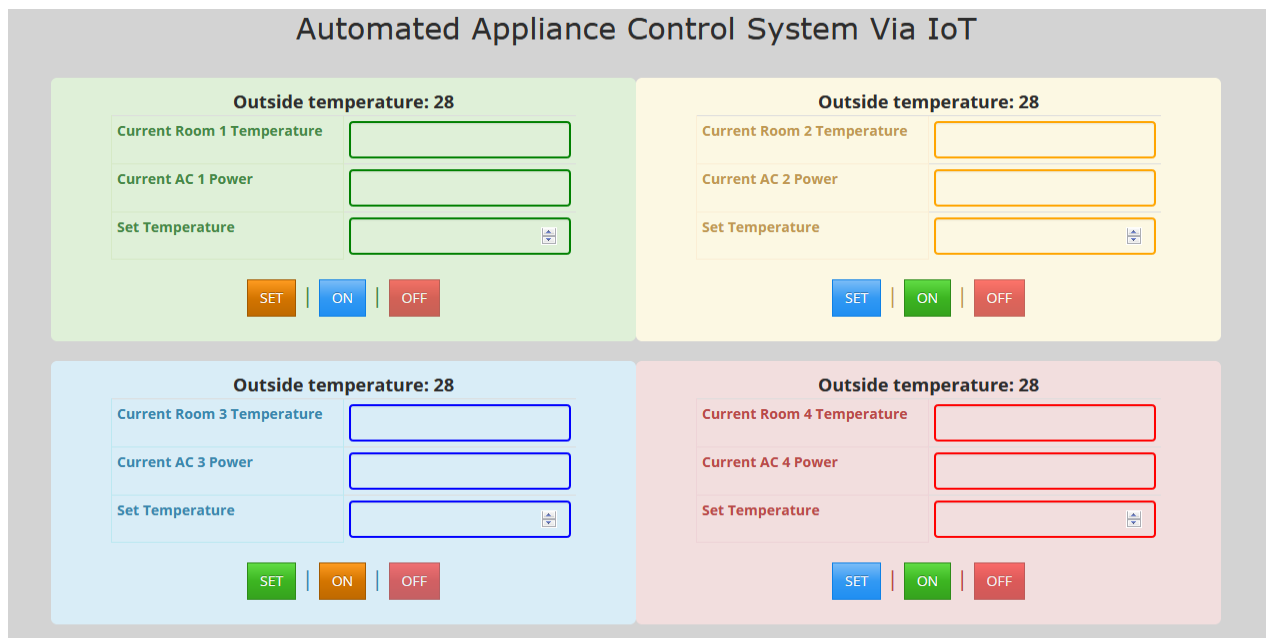 Automated Appliance Control System Via IoT
Outside temperature: 28
Current Room 1 Temperature
Current AC 1 Power
Set Temperature
SET | ON | OFF
Outside temperature: 28
Current Room 2 Temperature
Current AC 2 Power
Set Temperature
SET | ON | OFF
Outside temperature: 28
Current Room 3 Temperature
Current AC 3 Power
Set Temperature
SET | ON | OFF
Outside temperature: 28
Current Room 4 Temperature
Current AC 4 Power
Set Temperature
SET | ON | OFF